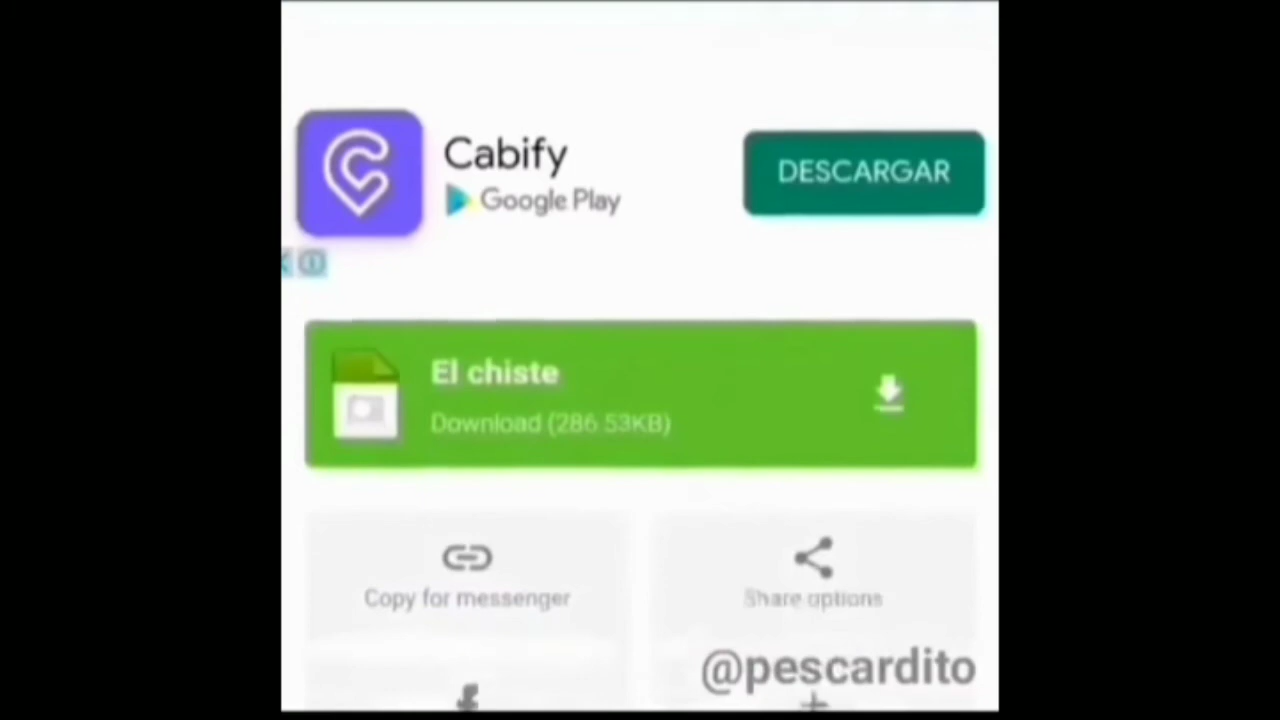 Cabify
Google Play
DESCARGAR
El chiste
Download (286.53KB)
Copy for messenger
Share options
@pescardito